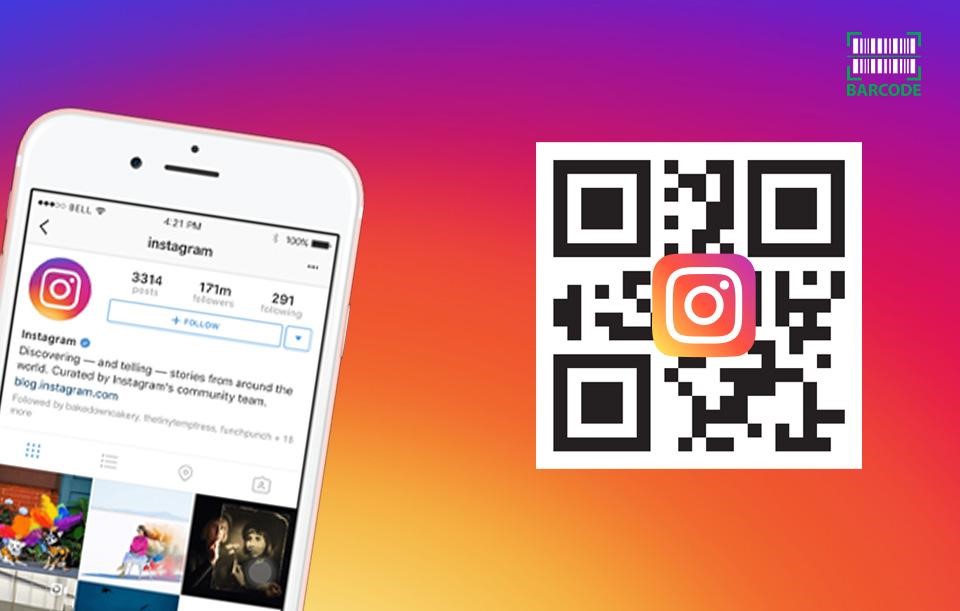 BARCODE
BELL
4:21 PM
100%
instagram
3314
posts
171m
followers
291
following
+ FOLLOW
Instagram
Discovering — and telling — stories from around the
world. Curated by Instagram's community team.
blog.instagram.com
Followed by bakedowncakery, thetinytemptress, funchpunch + 18
more